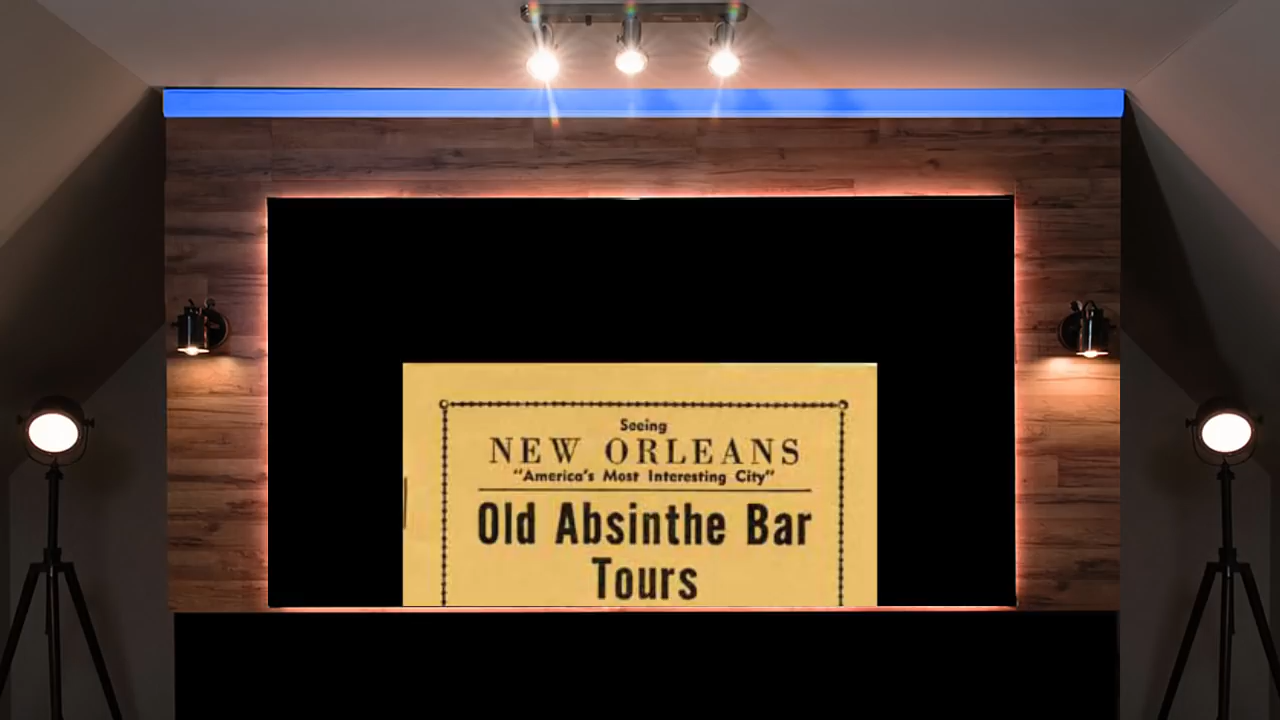 Seeing
NEW ORLEANS
"America's Most Interesting City"
Old Absinthe Bar
Tours